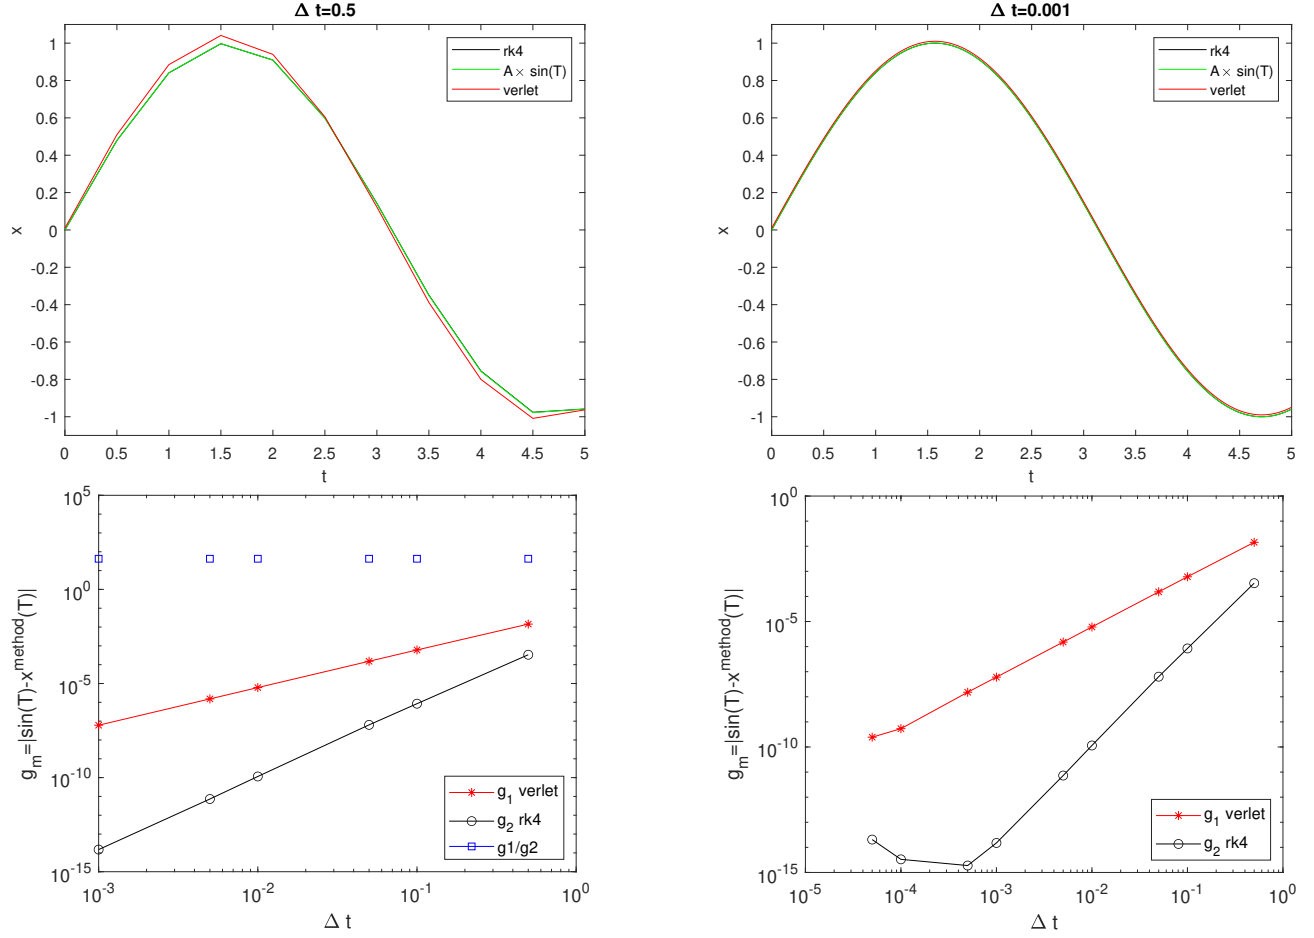 Δ t=0.5
1
0.8
0.6
0.4
0.2
0
-0.2
-0.4
-0.6
-0.8
-1
x
0 0.5 1 1.5 2 2.5 3 3.5 4 4.5 5
t
rk4
A× sin(T)
verlet
Δ t=0.001
1
0.8
0.6
0.4
0.2
0
-0.2
-0.4
-0.6
-0.8
-1
x
0 0.5 1 1.5 2 2.5 3 3.5 4 4.5 5
t
rk4
A× sin(T)
verlet
10^5
10^0
10^-5
10^-10
10^-15
g_m=|sin(T)-x^method(T)|
10^-3 10^-2 10^-1 10^0
Δ t
g_1 verlet
g_2 rk4
g1/g2
10^0
10^-5
10^-10
10^-15
g_m=|sin(T)-x^method(T)|
10^-5 10^-4 10^-3 10^-2 10^-1 10^0
Δ t
g_1 verlet
g_2 rk4